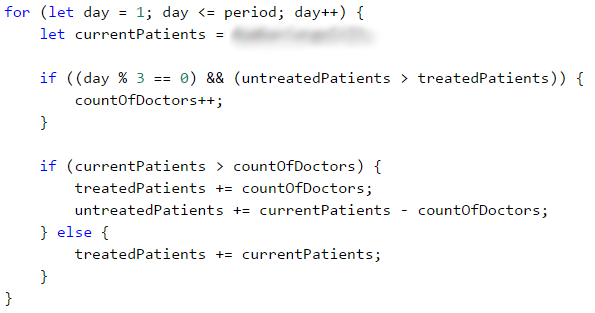 for (let day = 1; day <= period; day++) {
    let currentPatients =

    if ((day % 3 == 0) && (untreatedPatients > treatedPatients)) {
        countOfDoctors++;
    }

    if (currentPatients > countOfDoctors) {
        treatedPatients += countOfDoctors;
        untreatedPatients += currentPatients - countOfDoctors;
    } else {
        treatedPatients += currentPatients;
    }
}